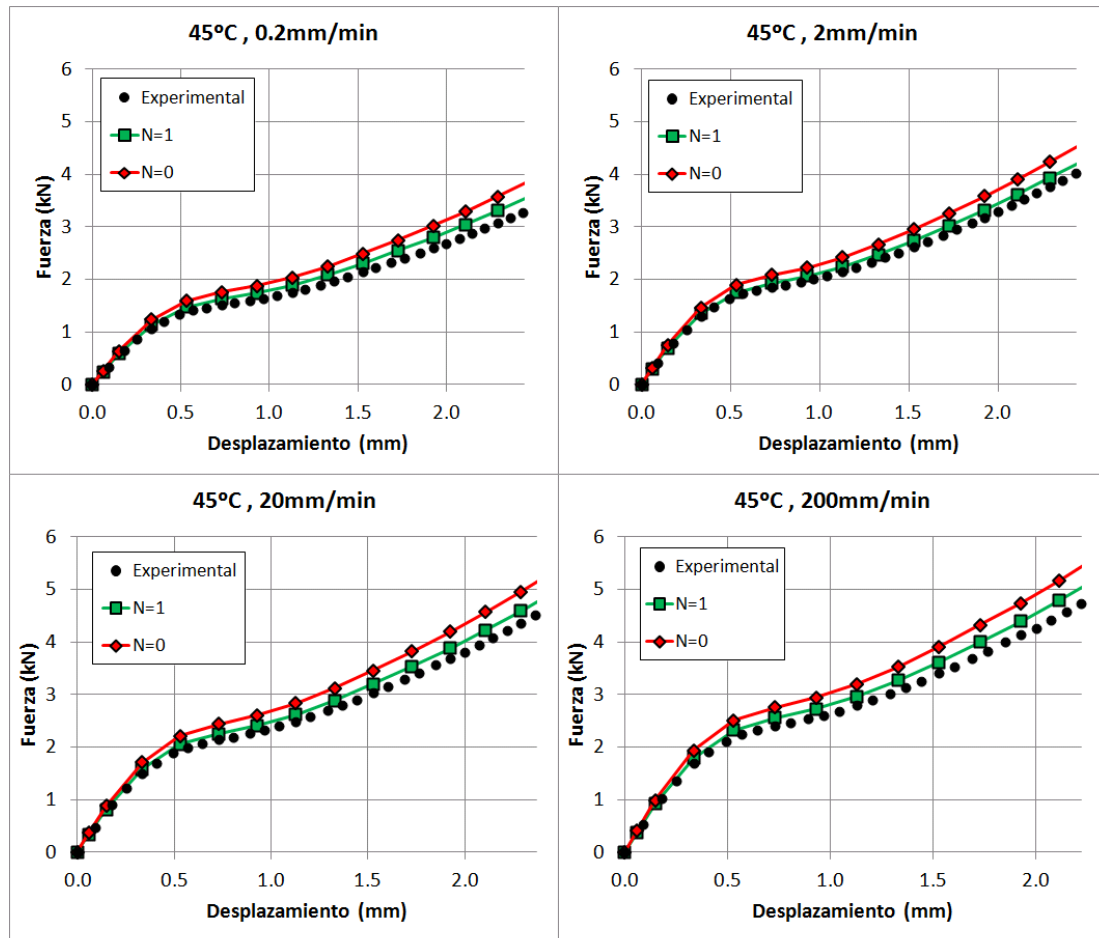 45ºC , 0.2mm/min
6
5
4
3
2
1
0
Fuerza (kN)
Experimental
N=1
N=0
0.0 0.5 1.0 1.5 2.0
Desplazamiento (mm)
45ºC , 2mm/min
6
5
4
3
2
1
0
Fuerza (kN)
Experimental
N=1
N=0
0.0 0.5 1.0 1.5 2.0
Desplazamiento (mm)
45ºC , 20mm/min
6
5
4
3
2
1
0
Fuerza (kN)
Experimental
N=1
N=0
0.0 0.5 1.0 1.5 2.0
Desplazamiento (mm)
45ºC , 200mm/min
6
5
4
3
2
1
0
Fuerza (kN)
Experimental
N=1
N=0
0.0 0.5 1.0 1.5 2.0
Desplazamiento (mm)